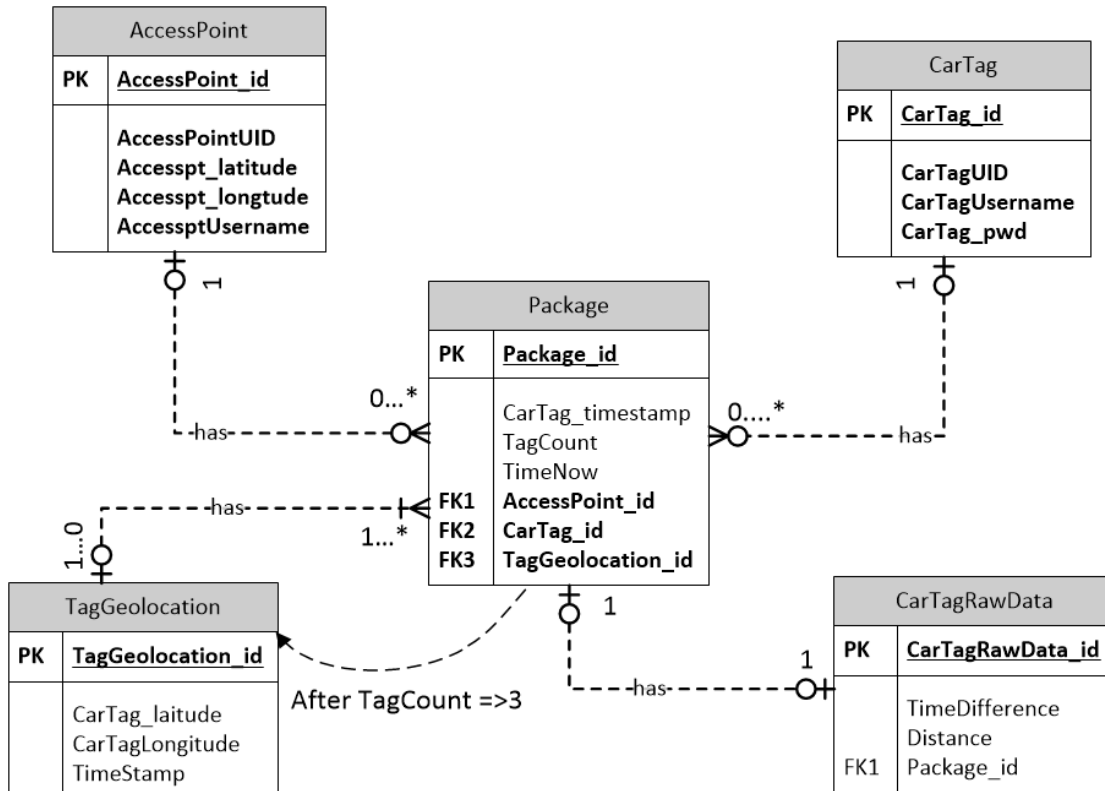 AccessPoint
PK AccessPoint_id
AccessPointUID
Accesspt_latitude
Accesspt_longtude
AccessptUsername
1
has
0...*
CarTag
PK CarTag_id
CarTagUID
CarTagUsername
CarTag_pwd
1
has
0....*
Package
PK Package_id
CarTag_timestamp
TagCount
TimeNow
FK1 AccessPoint_id
FK2 CarTag_id
FK3 TagGeolocation_id
has
1...*
1...0
TagGeolocation
PK TagGeolocation_id
CarTag_laitude
CarTagLongitude
TimeStamp
After TagCount =>3
1
has
1
CarTagRawData
PK CarTagRawData_id
TimeDifference
Distance
FK1 Package_id